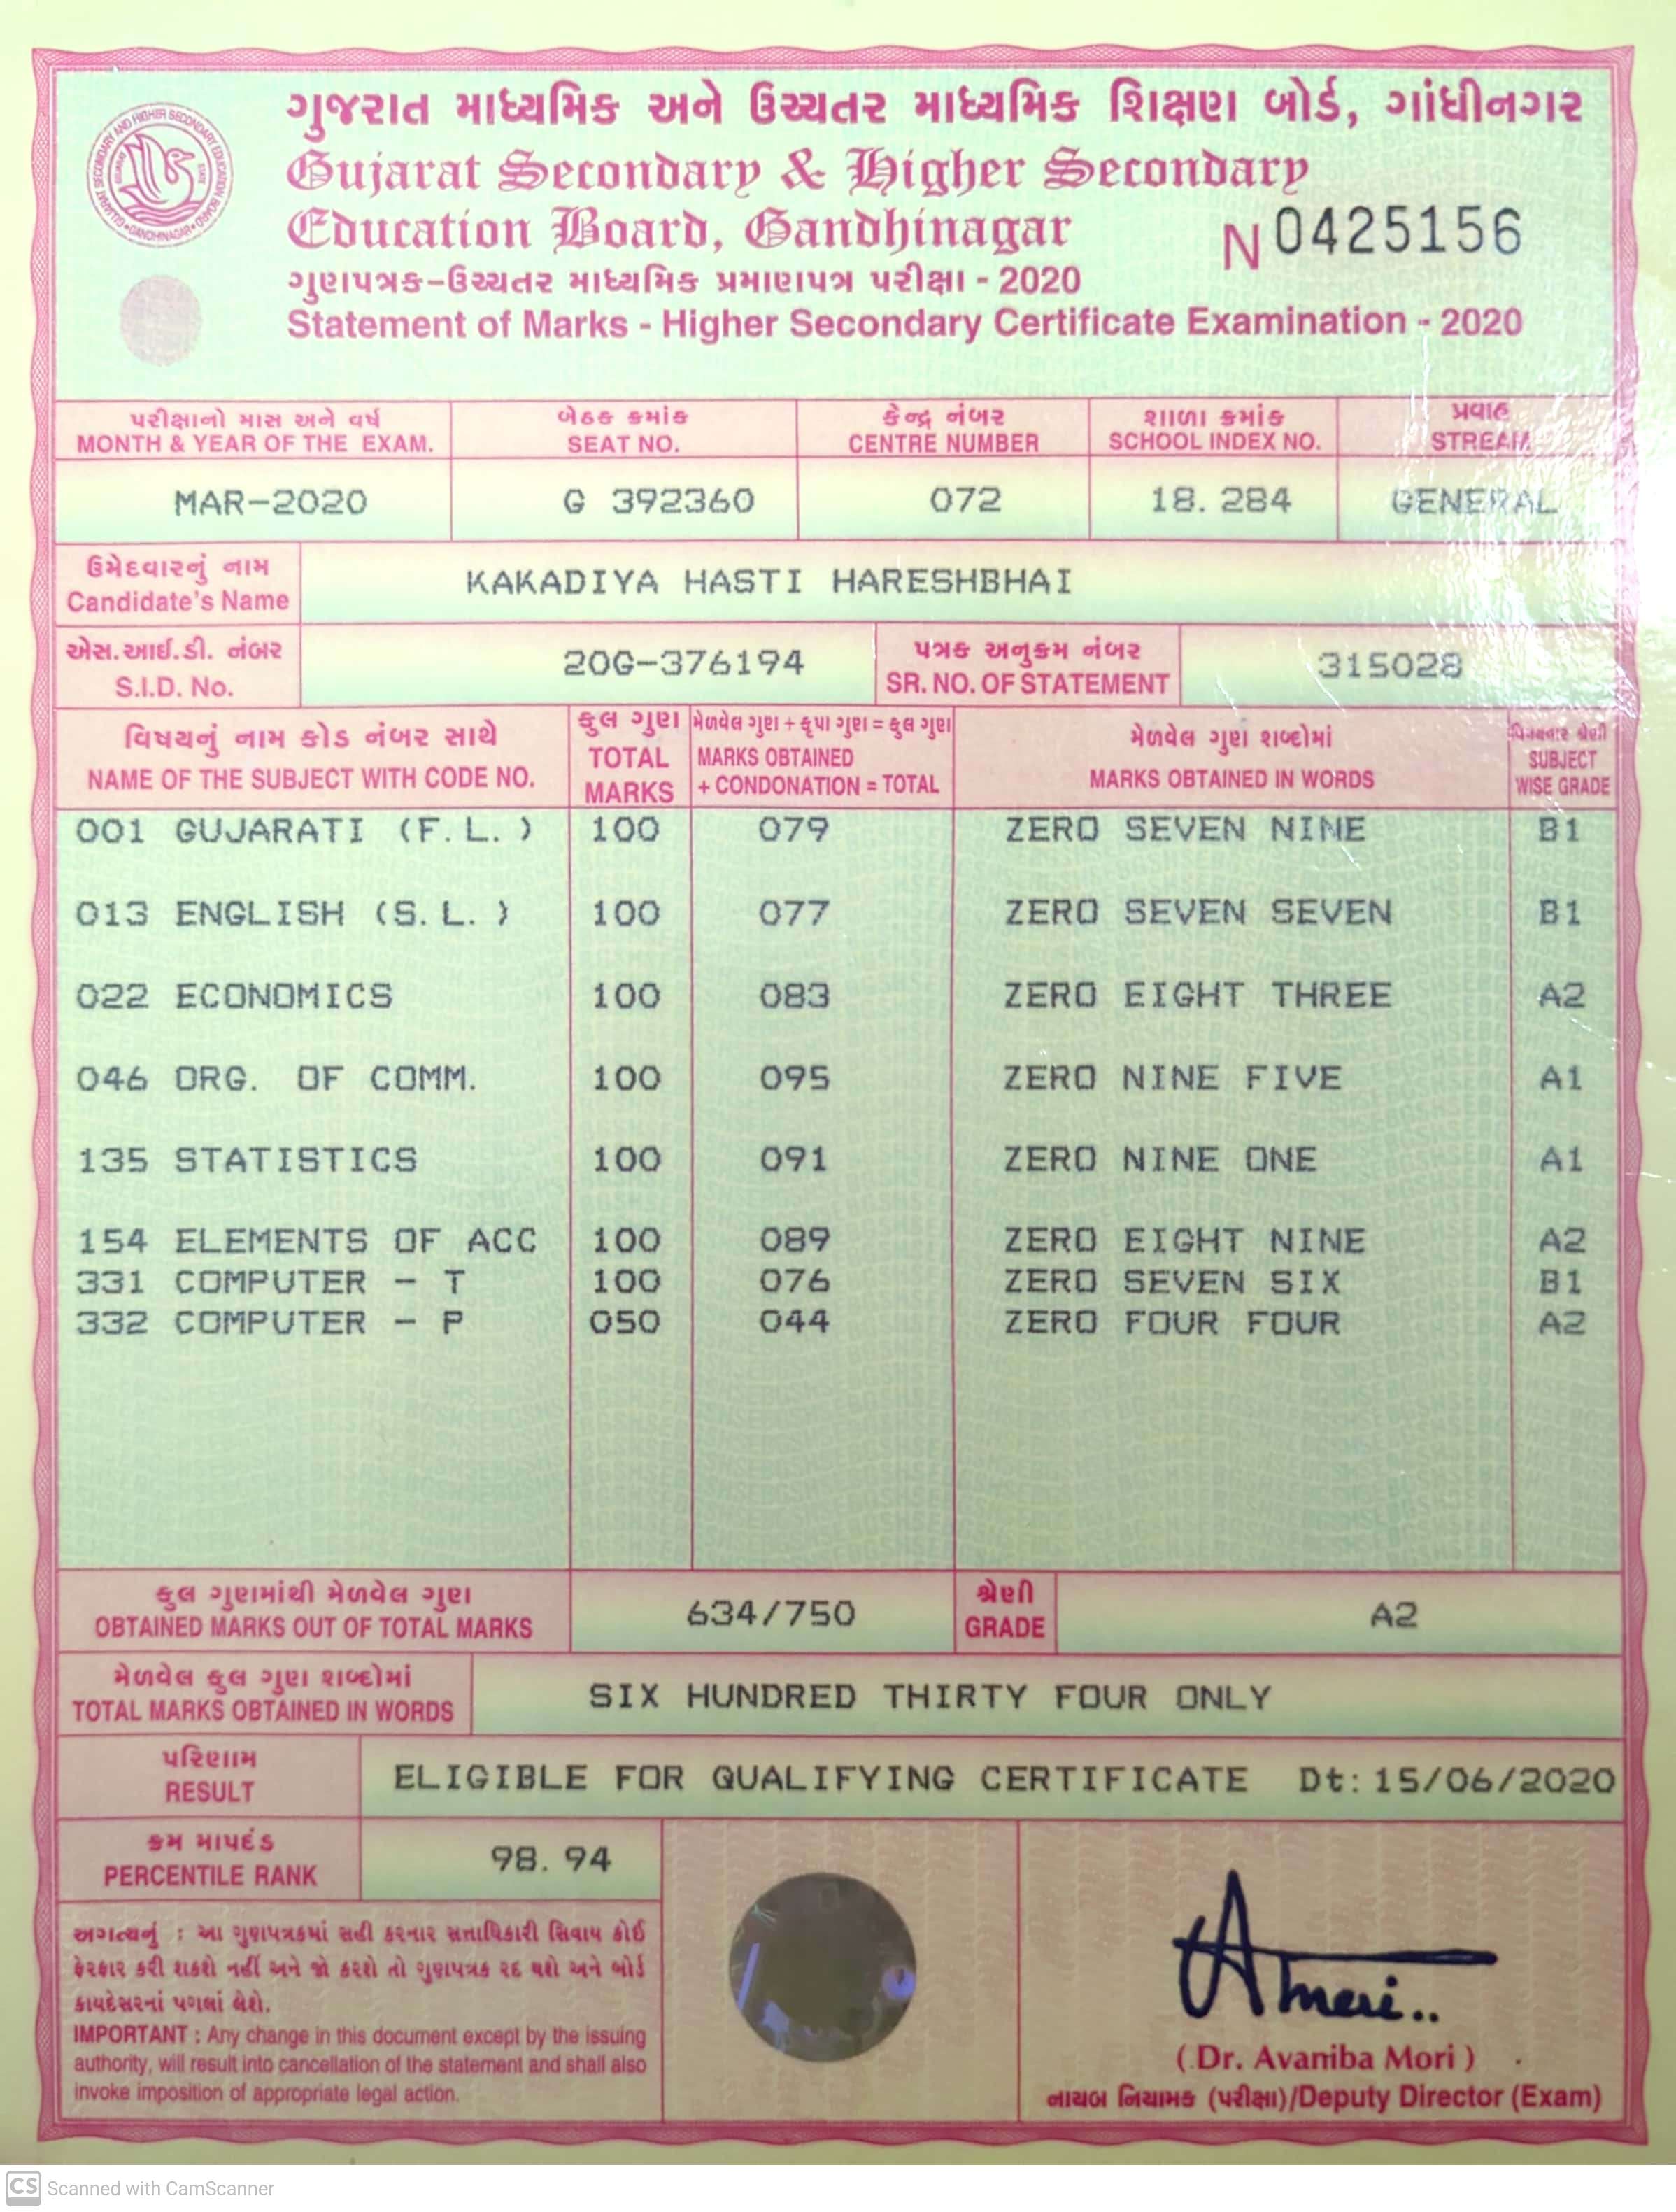 ગુજરાત માધ્યમિક અને ઉચ્ચતર માધ્યમિક શિક્ષણ બોર્ડ, ગાંધીનગર
Gujarat Secondary & Higher Secondary
Education Board, Gandhinagar
N 0425156
ગુણપત્રક-ઉચ્ચતર માધ્યમિક પ્રમાણપત્ર પરીક્ષા - 2020
Statement of Marks - Higher Secondary Certificate Examination - 2020
પરીક્ષાનો માસ અને વર્ષ બેઠક ક્રમાંક કેન્દ્ર નંબર શાળા ક્રમાંક પ્રવાહ
MONTH & YEAR OF THE EXAM. SEAT NO. CENTRE NUMBER SCHOOL INDEX NO. STREAM
MAR-2020 G 392360 072 18.284 GENERAL
ઉમેદવારનું નામ
Candidate's Name
KAKADIYA HASTI HARESHBHAI
એસ.આઈ.ડી. નંબર
S.I.D. No.
20G-376194
પત્રક અનુક્રમ નંબર
SR. NO. OF STATEMENT
315028
વિષયનું નામ કોડ નંબર સાથે
NAME OF THE SUBJECT WITH CODE NO.
કુલ ગુણ
TOTAL
MARKS
મેળવેલ ગુણ + કૃપા ગુણ = કુલ ગુણ
MARKS OBTAINED
+ CONDONATION = TOTAL
મેળવેલ ગુણ શબ્દોમાં
MARKS OBTAINED IN WORDS
શ્રેણી
SUBJECT
WISE GRADE
001 GUJARATI (F.L.) 100 079 ZERO SEVEN NINE B1
013 ENGLISH (S.L.) 100 077 ZERO SEVEN SEVEN B1
022 ECONOMICS 100 083 ZERO EIGHT THREE A2
046 ORG. OF COMM. 100 095 ZERO NINE FIVE A1
135 STATISTICS 100 091 ZERO NINE ONE A1
154 ELEMENTS OF ACC 100 089 ZERO EIGHT NINE A2
331 COMPUTER - T 100 076 ZERO SEVEN SIX B1
332 COMPUTER - P 050 044 ZERO FOUR FOUR A2
કુલ ગુણમાંથી મેળવેલ ગુણ
OBTAINED MARKS OUT OF TOTAL MARKS
634/750
શ્રેણી
GRADE
A2
મેળવેલ કુલ ગુણ શબ્દોમાં
TOTAL MARKS OBTAINED IN WORDS
SIX HUNDRED THIRTY FOUR ONLY
પરિણામ
RESULT
ELIGIBLE FOR QUALIFYING CERTIFICATE Dt: 15/06/2020
ક્રમ માપદંડ
PERCENTILE RANK
98.94
અગત્યનું : આ ગુણપત્રકમાં સહી કરનાર સત્તાધિકારી સિવાય કોઈ
ફેરફાર કરી શકશે નહીં અને જો કરશે તો ગુણપત્રક રદ થશે અને બોર્ડ
કાયદેસરનાં પગલાં લેશે.
IMPORTANT : Any change in this document except by the issuing
authority, will result into cancellation of the statement and shall also
invoke imposition of appropriate legal action.
(Dr. Avaniba Mori)
નાયબ નિયામક (પરીક્ષા)/Deputy Director (Exam)
CS Scanned with CamScanner